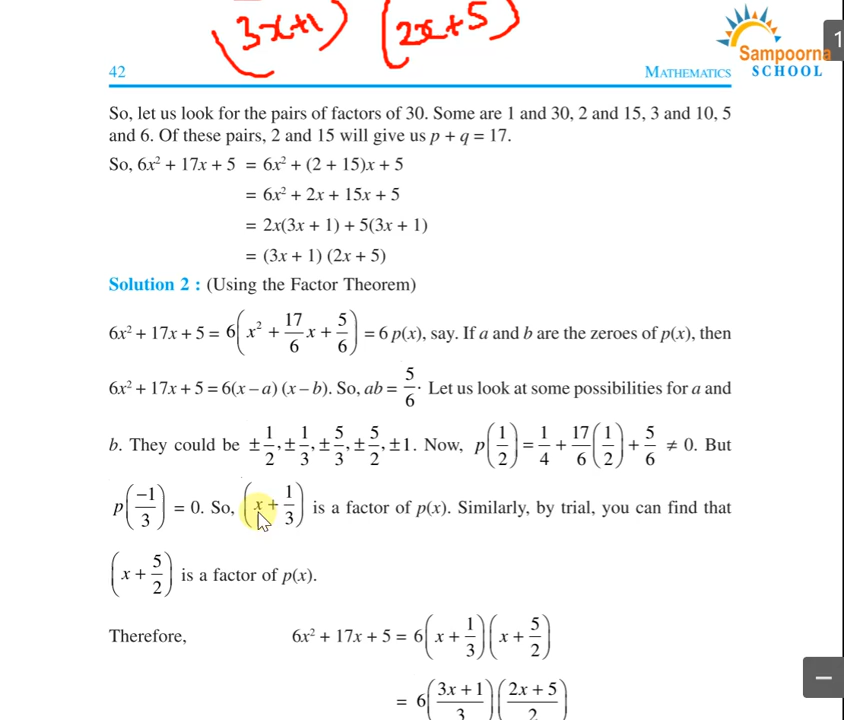 (3x+1) (2x+5)
1
Sampoorna
SCHOOL
42 MATHEMATICS
So, let us look for the pairs of factors of 30. Some are 1 and 30, 2 and 15, 3 and 10, 5
and 6. Of these pairs, 2 and 15 will give us p + q = 17.
So, 6x² + 17x + 5 = 6x² + (2 + 15)x + 5
= 6x² + 2x + 15x + 5
= 2x(3x + 1) + 5(3x + 1)
= (3x + 1) (2x + 5)
Solution 2 : (Using the Factor Theorem)
6x² + 17x + 5 = 6(x² + 17/6 x + 5/6) = 6 p(x), say. If a and b are the zeroes of p(x), then
6x² + 17x + 5 = 6(x – a) (x – b). So, ab = 5/6. Let us look at some possibilities for a and
b. They could be ±1/2, ±1/3, ±5/3, ±5/2, ±1. Now, p(1/2) = 1/4 + 17/6(1/2) + 5/6 ≠ 0. But
p(–1/3) = 0. So, (x + 1/3) is a factor of p(x). Similarly, by trial, you can find that
(x + 5/2) is a factor of p(x).
Therefore, 6x² + 17x + 5 = 6(x + 1/3)(x + 5/2)
= 6(3x + 1/3)(2x + 5/2)